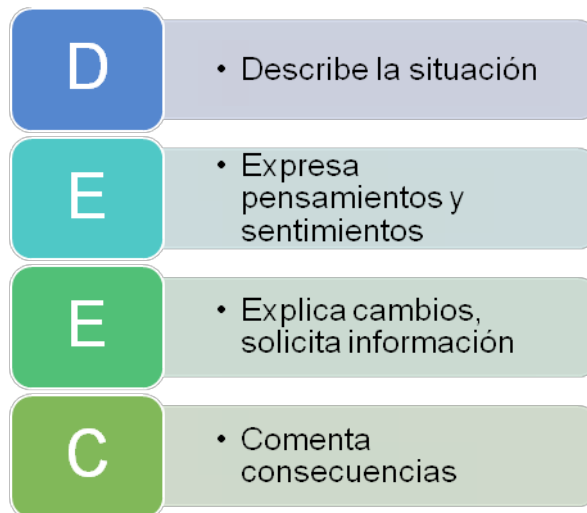 D
• Describe la situación
E
• Expresa
pensamientos y
sentimientos
E
• Explica cambios,
solicita información
C
• Comenta
consecuencias